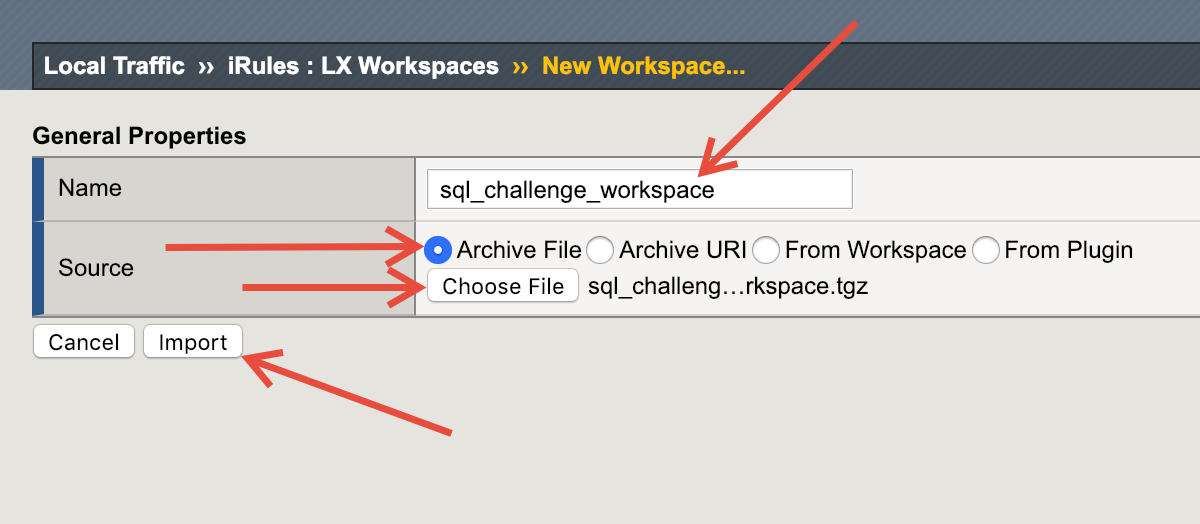 Local Traffic ›› iRules : LX Workspaces ›› New Workspace...
General Properties
Name sql_challenge_workspace
Source Archive File Archive URI From Workspace From Plugin
Choose File sql_challeng…rkspace.tgz
Cancel Import